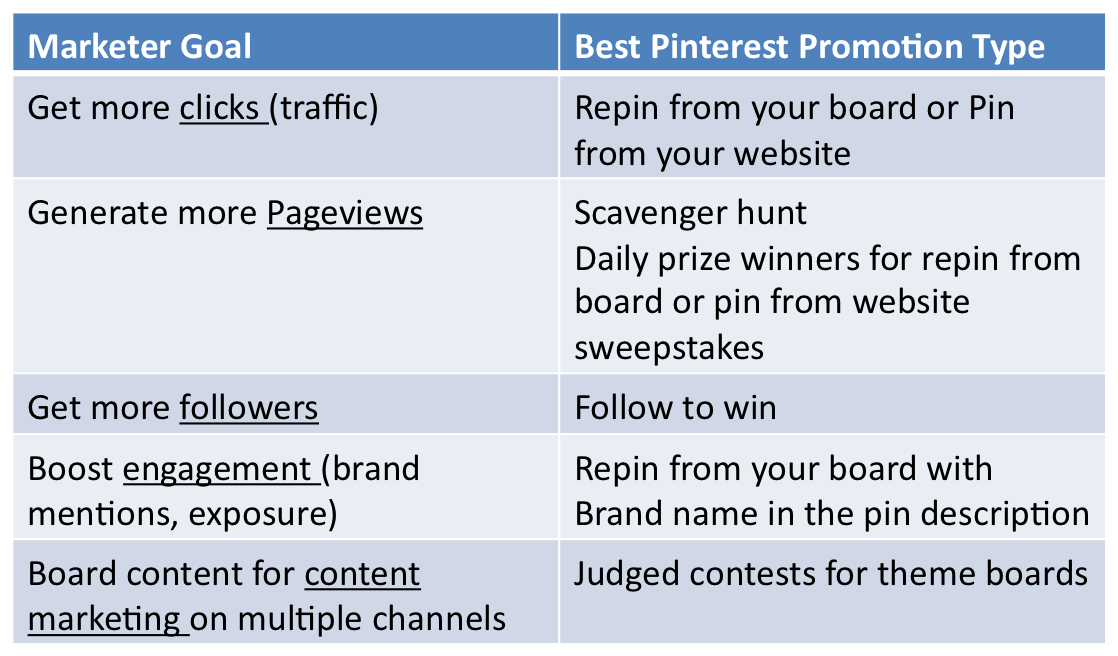 Marketer Goal
Best Pinterest Promotion Type
Get more clicks (traffic)
Repin from your board or Pin
from your website
Generate more Pageviews
Scavenger hunt
Daily prize winners for repin from
board or pin from website
sweepstakes
Get more followers
Follow to win
Boost engagement (brand
mentions, exposure)
Repin from your board with
Brand name in the pin description
Board content for content
marketing on multiple channels
Judged contests for theme boards